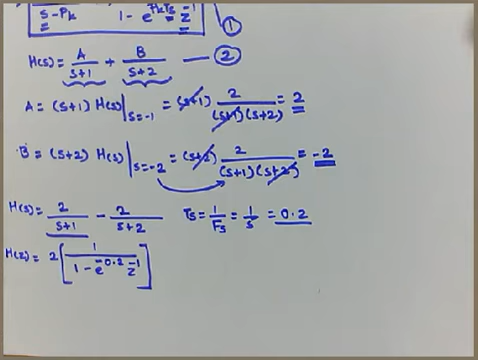 1/(s-Pk) 1/(1 - e^(PkTs) z^-1) ①
H(s) = A/(s+1) + B/(s+2) — ②
A = (s+1) H(s)|s=-1 = (s+1) 2/((s+1)(s+2)) = 2
B = (s+2) H(s)|s=-2 = (s+2) 2/((s+1)(s+2)) = -2
H(s) = 2/(s+1) - 2/(s+2) Ts = 1/Fs = 1/5 = 0.2
H(z) = 2[1/(1 - e^-0.2 z^-1)]